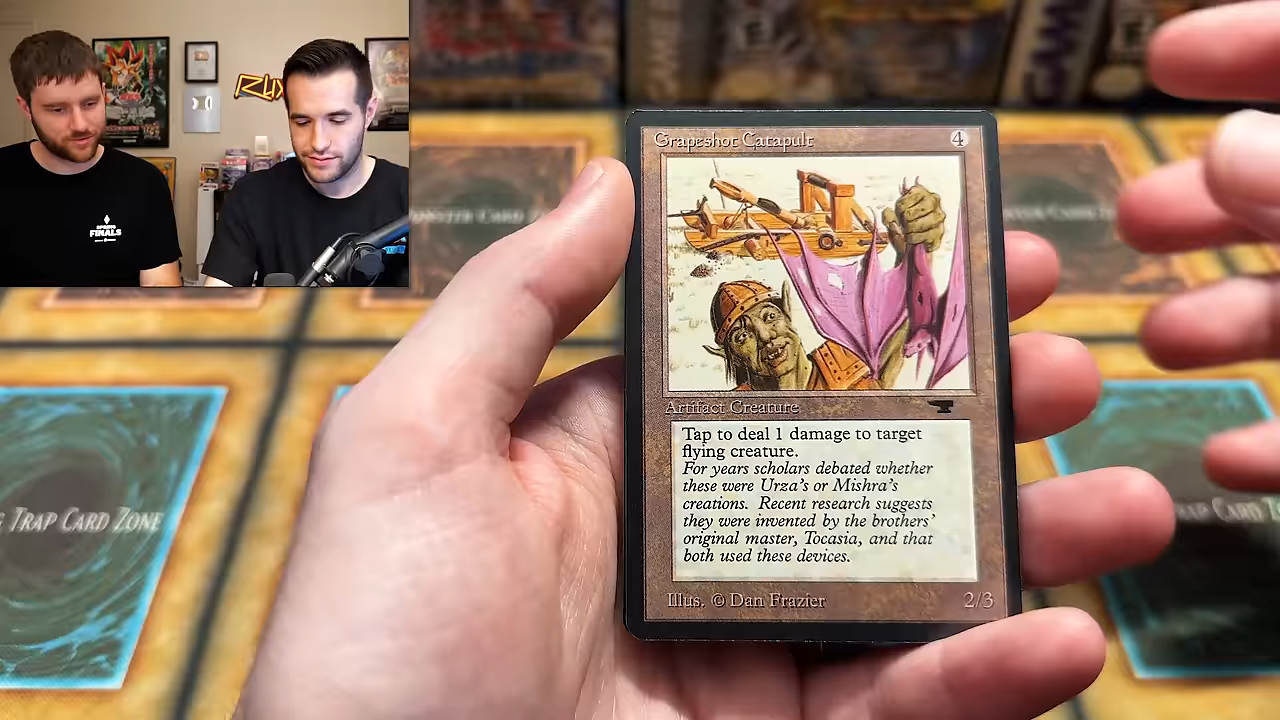 SPRING
FINALS
Grapeshot Catapult 4
Artifact Creature
Tap to deal 1 damage to target
flying creature.
For years scholars debated whether
these were Urza's or Mishra's
creations. Recent research suggests
they were invented by the brothers'
original master, Tocasia, and that
both used these devices.
Illus. © Dan Frazier 2/3
TRAP CARD ZONE